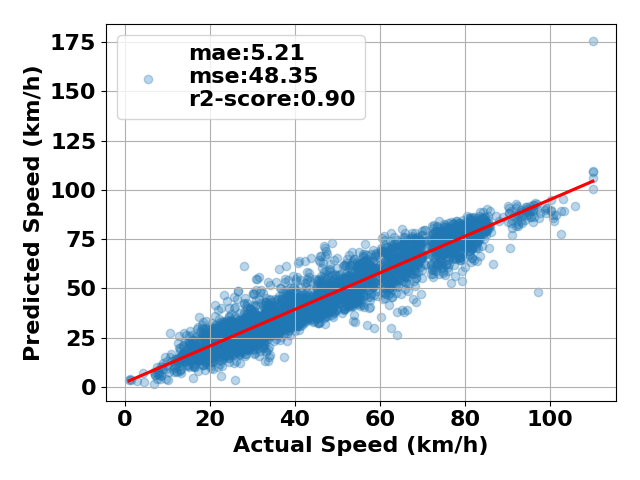 mae:5.21
mse:48.35
r2-score:0.90
175
150
125
100
75
50
25
0
Predicted Speed (km/h)
0 20 40 60 80 100
Actual Speed (km/h)